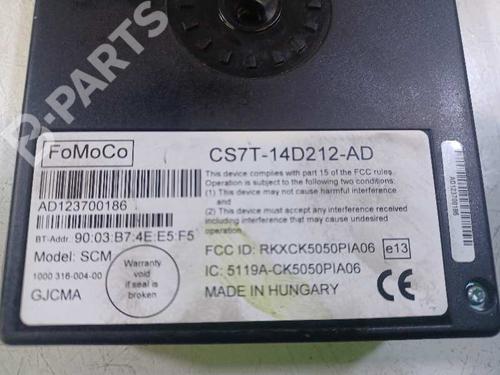 B-PARTS
FoMoCo
CS7T-14D212-AD
This device complies with part 15 of the FCC rules.
Operation is subject to the following two conditions:
(1) This device may not cause harmful interference
and
(2) This device must accept any received interference
including interference that may cause undesired
operation
AD123700186
BT-Addr. 90:03:B7:4E:E5:F5
Model: SCM
1000 316-004-00
GJCMA
Warranty
void
if seal is
broken
FCC ID: RKXCK5050PIA06
e13
IC: 5119A-CK5050PIA06
MADE IN HUNGARY
CE
AD123700186